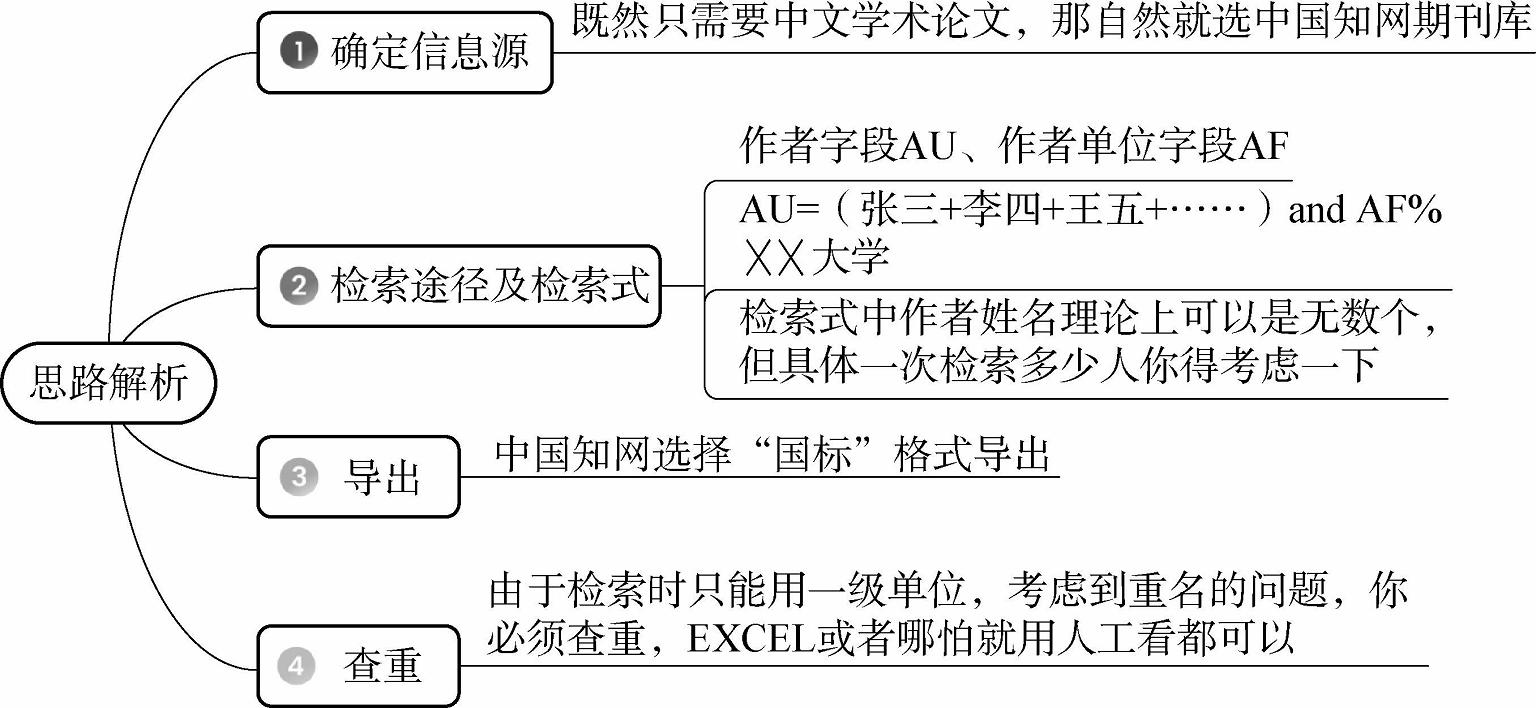 思路解析
1 确定信息源
既然只需要中文学术论文，那自然就选中国知网期刊库
2 检索途径及检索式
作者字段AU、作者单位字段AF
AU=（张三+李四+王五+……）and AF%
××大学
检索式中作者姓名理论上可以是无数个，
但具体一次检索多少人你得考虑一下
3 导出
中国知网选择“国标”格式导出
4 查重
由于检索时只能用一级单位，考虑到重名的问题，你
必须查重，EXCEL或者哪怕就用人工看都可以